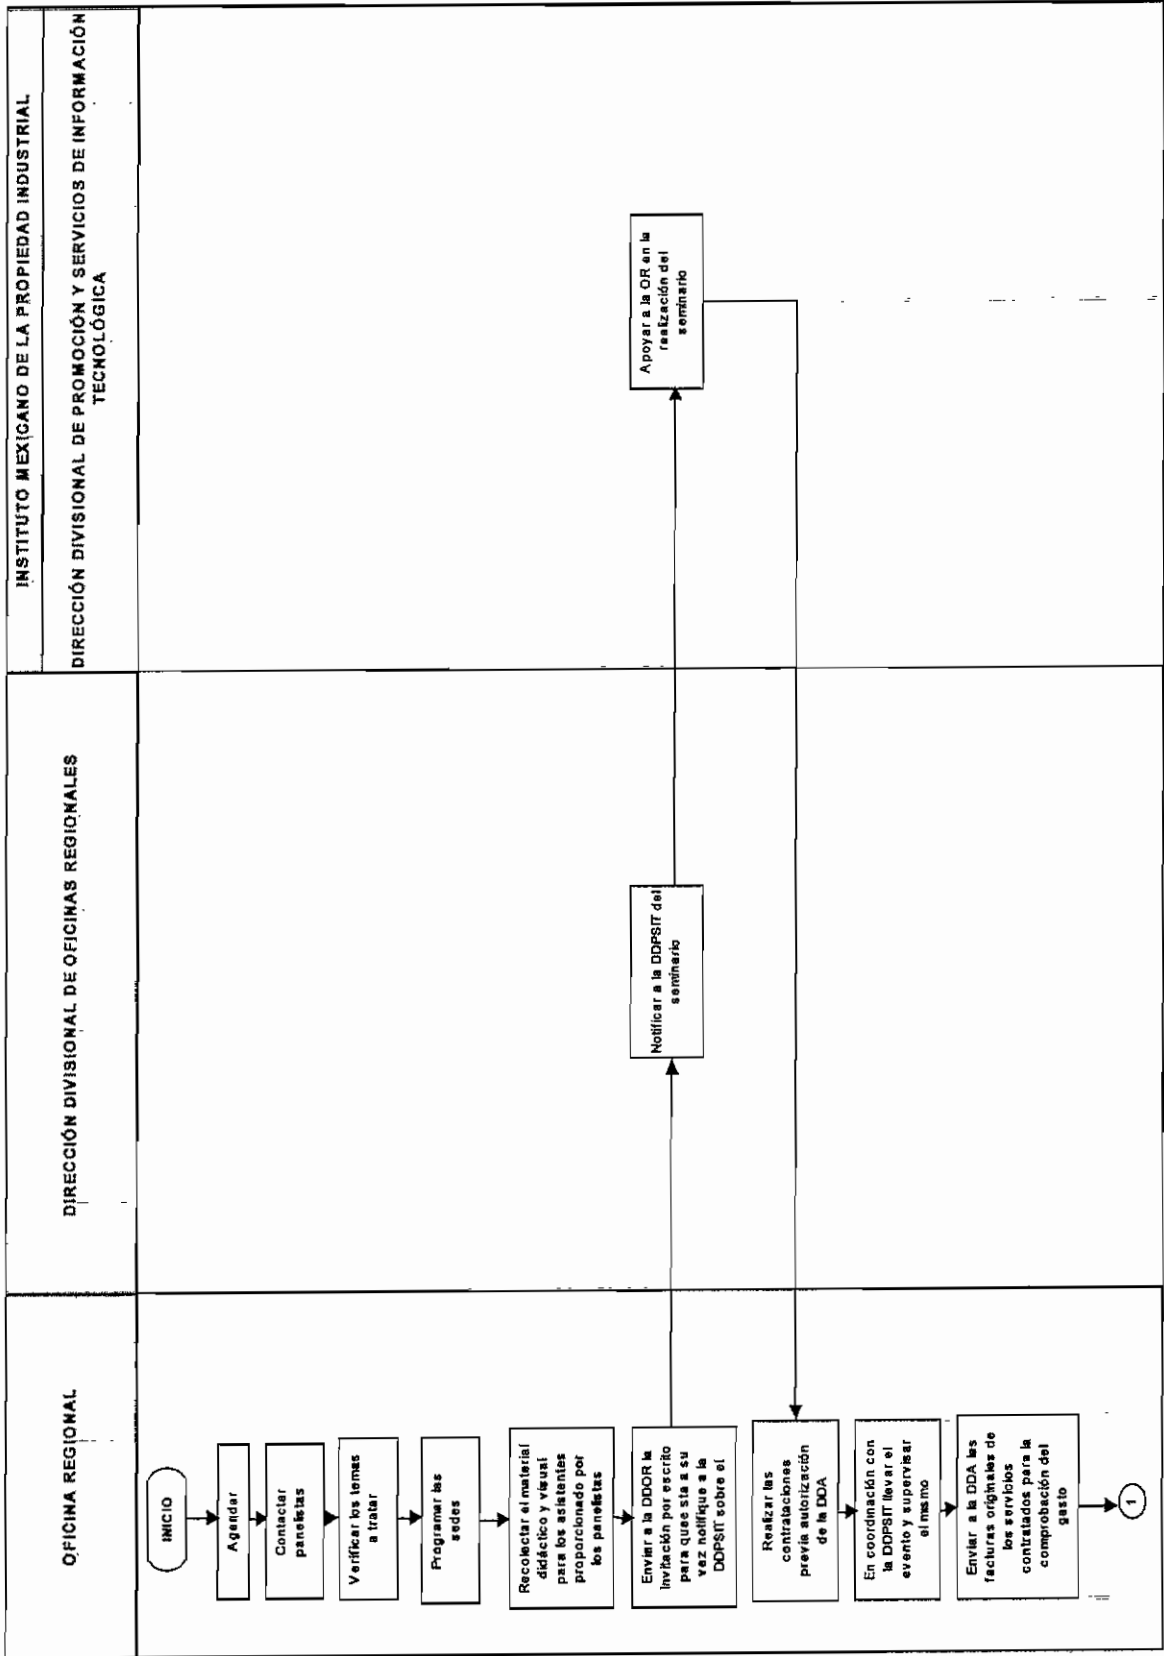 INSTITUTO MEXICANO DE LA PROPIEDAD INDUSTRIAL
OFICINA REGIONAL
DIRECCIÓN DIVISIONAL DE OFICINAS REGIONALES
DIRECCIÓN DIVISIONAL DE PROMOCIÓN Y SERVICIOS DE INFORMACIÓN
TECNOLÓGICA
INICIO
Agendar
Contactar
panelistas
Verificar los temas
a tratar
Programar las
sedes
Recolectar el material
didáctico y visual
para los asistentes
proporcionado por
los panelistas
Enviar a la DDOR la
invitación por escrito
para quee sta a su
vez notifique a la
DDPSIT sobre el
Notificar a la DDPSIT del
seminario
Apoyar a la OR en la
realización del
seminario
Realizar las
contrataciones
previa autorización
de la DDA
En coordinación con
la DDPSIT llevar el
evento y supervisar
el mismo
Enviar a la DDA las
facturas originales de
los servicios
contratados para la
comprobación del
gasto
1